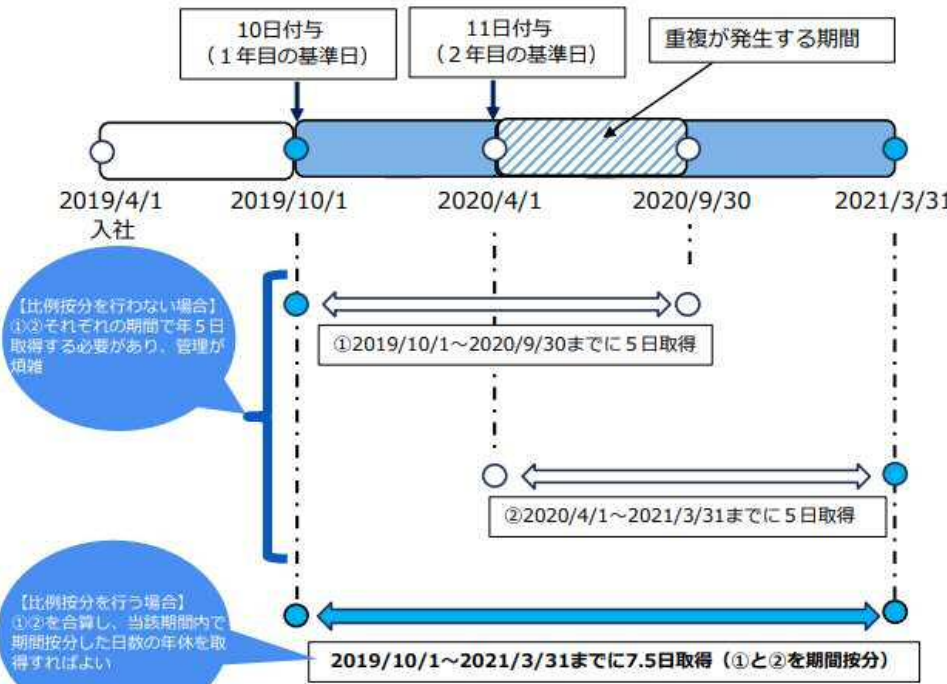 10日付与
（１年目の基準日）
11日付与
（２年目の基準日）
重複が発生する期間
2019/4/1
入社
2019/10/1
2020/4/1
2020/9/30
2021/3/31
【比例按分を行わない場合】
①②それぞれの期間で年５日
取得する必要があり、管理が
煩雑
①2019/10/1～2020/9/30までに５日取得
②2020/4/1～2021/3/31までに５日取得
【比例按分を行う場合】
①②を合算し、当該期間内で
期間按分した日数の年休を取
得すればよい
2019/10/1～2021/3/31までに7.5日取得（①と②を期間按分）